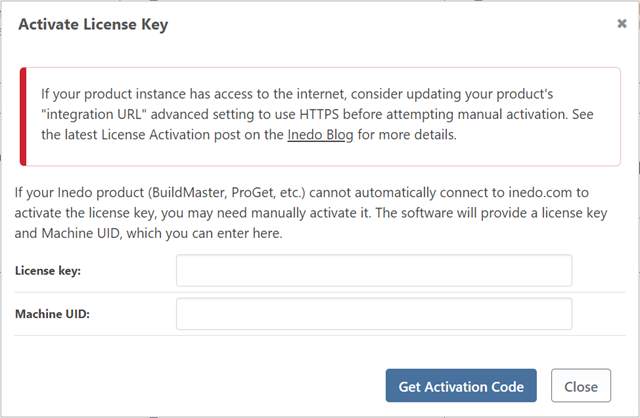 Activate License Key
×
If your product instance has access to the internet, consider updating your product's
"integration URL" advanced setting to use HTTPS before attempting manual activation. See
the latest License Activation post on the Inedo Blog for more details.
If your Inedo product (BuildMaster, ProGet, etc.) cannot automatically connect to inedo.com to
activate the license key, you may need manually activate it. The software will provide a license key
and Machine UID, which you can enter here.
License key:
Machine UID:
Get Activation Code
Close